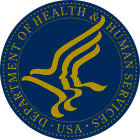 DEPARTMENT OF HEALTH & HUMAN SERVICES
· USA ·